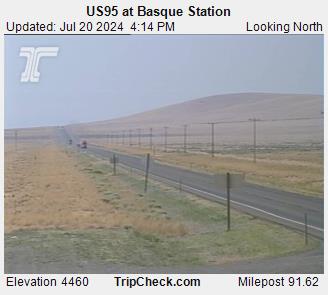 US95 at Basque Station
Updated: Jul 20 2024 4:14 PM Looking North
Elevation 4460 TripCheck.com Milepost 91.62